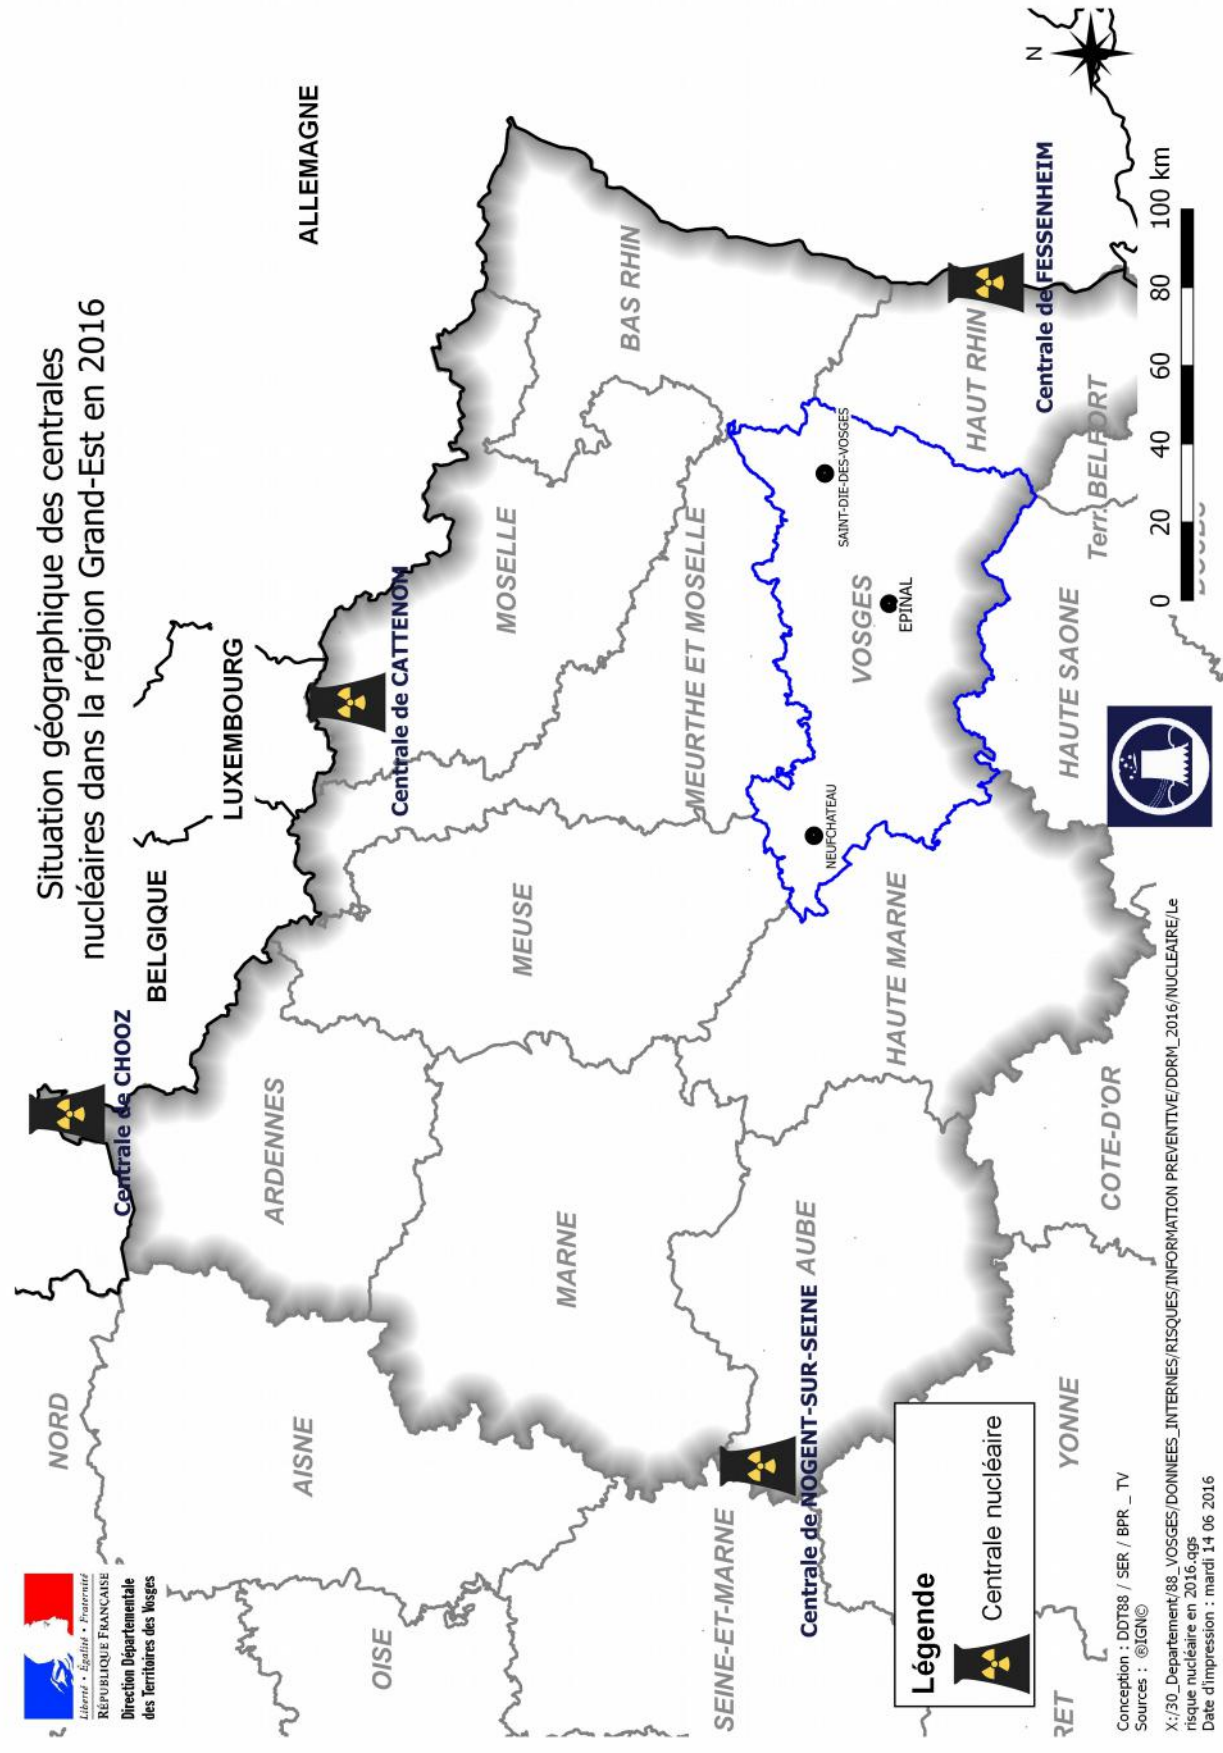 Situation géographique des centrales
nucléaires dans la région Grand-Est en 2016
Liberté • Égalité • Fraternité
RÉPUBLIQUE FRANÇAISE
Direction Départementale
des Territoires des Vosges
NORD
Centrale de CHOOZ
BELGIQUE
LUXEMBOURG
ALLEMAGNE
OISE
AISNE
ARDENNES
Centrale de CATTENOM
MOSELLE
MEUSE
MARNE
BAS RHIN
MEURTHE ET MOSELLE
SEINE-ET-MARNE
Centrale de NOGENT-SUR-SEINE
AUBE
NEUFCHATEAU
SAINT-DIE-DES-VOSGES
VOSGES
EPINAL
HAUTE MARNE
HAUT RHIN
Centrale de FESSENHEIM
N
Légende
Centrale nucléaire
YONNE
COTE-D'OR
HAUTE SAONE
Terr. BELFORT
RET
0 20 40 60 80 100 km
Conception : DDT88 / SER / BPR _ TV
Sources : ®IGN©
X:/30_Departement/88_VOSGES/DONNEES_INTERNES/RISQUES/INFORMATION PREVENTIVE/DDRM_2016/NUCLEAIRE/Le
risque nucléaire en 2016.qgs
Date d'impression : mardi 14 06 2016